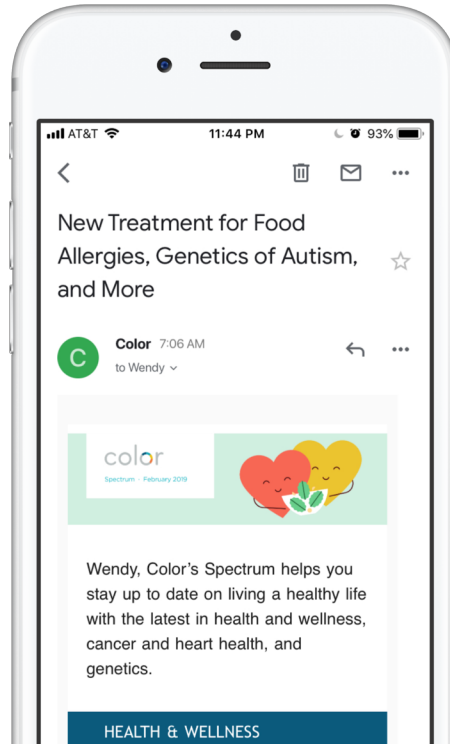 AT&T 11:44 PM 93%
New Treatment for Food
Allergies, Genetics of Autism,
and More
C
Color 7:06 AM
to Wendy
color
Spectrum · February 2019
Wendy, Color's Spectrum helps you
stay up to date on living a healthy life
with the latest in health and wellness,
cancer and heart health, and
genetics.
HEALTH & WELLNESS